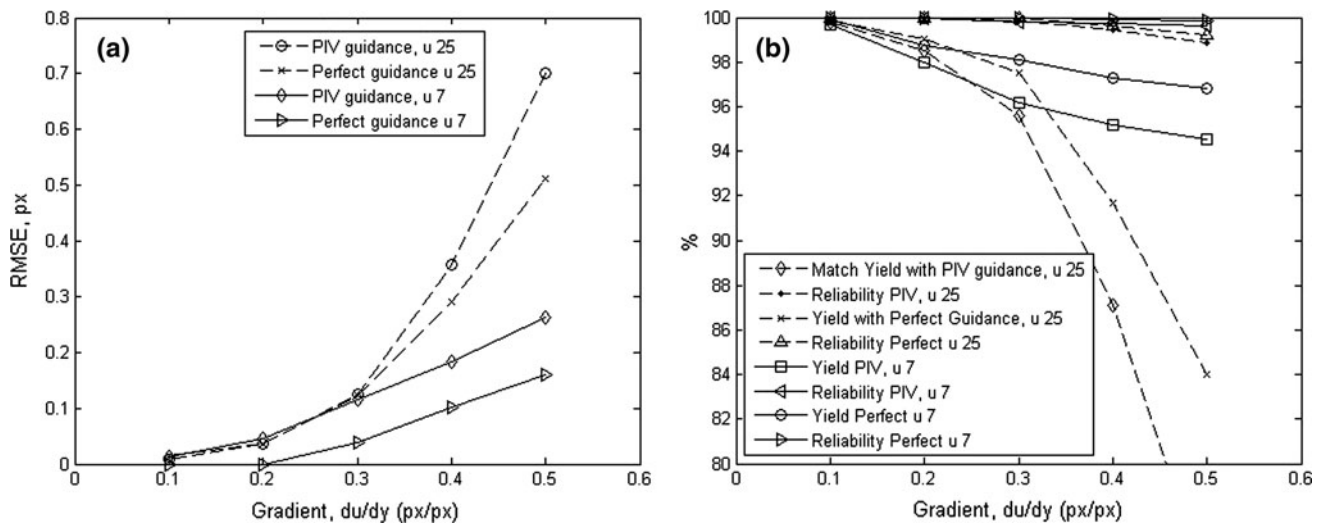 (a)
PIV guidance, u 25
Perfect guidance u 25
PIV guidance, u 7
Perfect guidance u 7
0.8
0.7
0.6
0.5
0.4
0.3
0.2
0.1
0
RMSE, px
0 0.1 0.2 0.3 0.4 0.5 0.6
Gradient, du/dy (px/px)
(b)
100
98
96
94
92
90
88
86
84
82
80
%
Match Yield with PIV guidance, u 25
Reliability PIV, u 25
Yield with Perfect Guidance, u 25
Reliability Perfect u 25
Yield PIV, u 7
Reliability PIV, u 7
Yield Perfect u 7
Reliability Perfect u 7
0 0.1 0.2 0.3 0.4 0.5 0.6
Gradient, du/dy (px/px)